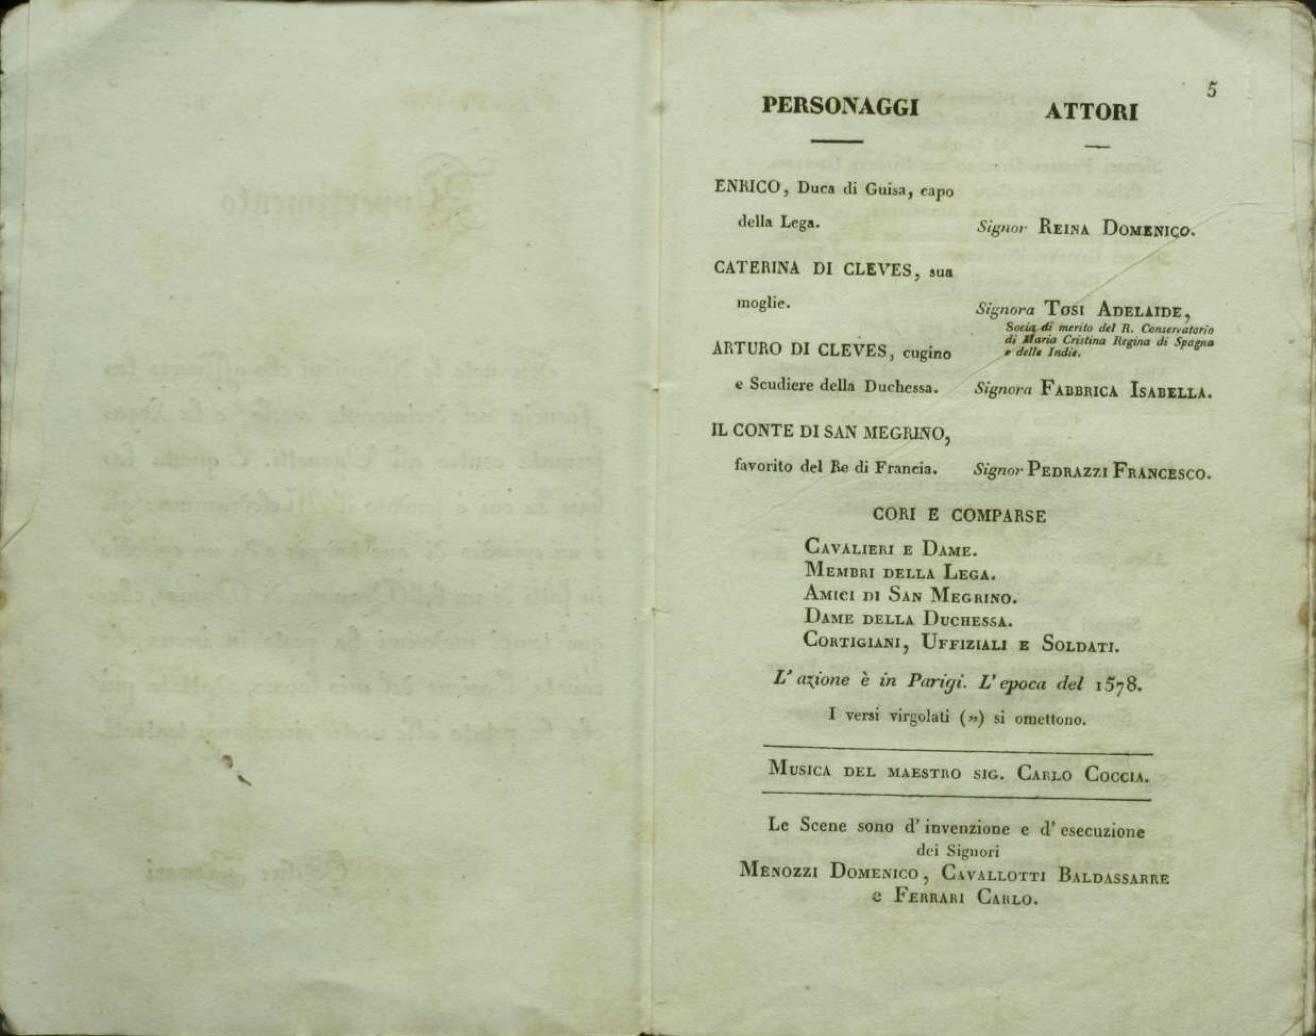 5
PERSONAGGI
ATTORI
ENRICO, Duca di Guisa, capo
della Lega.
Signor REINA DOMENICO.
CATERINA DI CLEVES, sua
moglie.
Signora TOSI ADELAIDE,
Socia di merito del R. Conservatorio
di Maria Cristina Regina di Spagna
e delle Indie.
ARTURO DI CLEVES, cugino
e Scudiere della Duchessa.
Signora FABBRICA ISABELLA.
IL CONTE DI SAN MEGRINO,
favorito del Re di Francia.
Signor PEDRAZZI FRANCESCO.
CORI E COMPARSE
CAVALIERI E DAME.
MEMBRI DELLA LEGA.
AMICI DI SAN MEGRINO.
DAME DELLA DUCHESSA.
CORTIGIANI, UFFIZIALI E SOLDATI.
L'azione è in Parigi. L'epoca del 1578.
I versi virgolati (») si omettono.
MUSICA DEL MAESTRO SIG. CARLO COCCIA.
Le Scene sono d'invenzione e d'esecuzione
dei Signori
MENOZZI DOMENICO, CAVALLOTTI BALDASSARRE
e FERRARI CARLO.